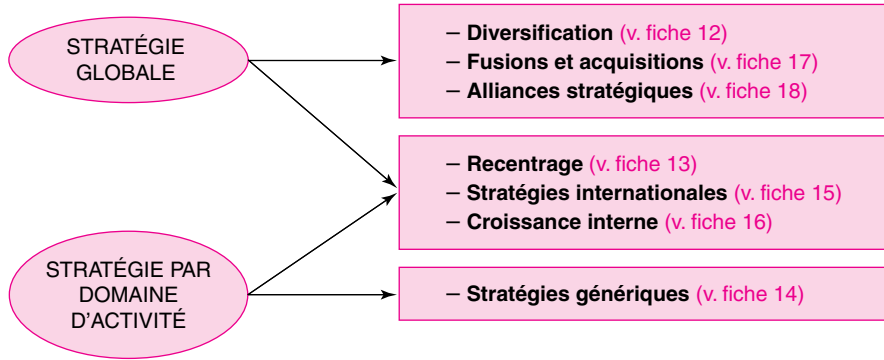 STRATÉGIE
GLOBALE
– Diversification (v. fiche 12)
– Fusions et acquisitions (v. fiche 17)
– Alliances stratégiques (v. fiche 18)
– Recentrage (v. fiche 13)
– Stratégies internationales (v. fiche 15)
– Croissance interne (v. fiche 16)
STRATÉGIE PAR
DOMAINE
D'ACTIVITÉ
– Stratégies génériques (v. fiche 14)